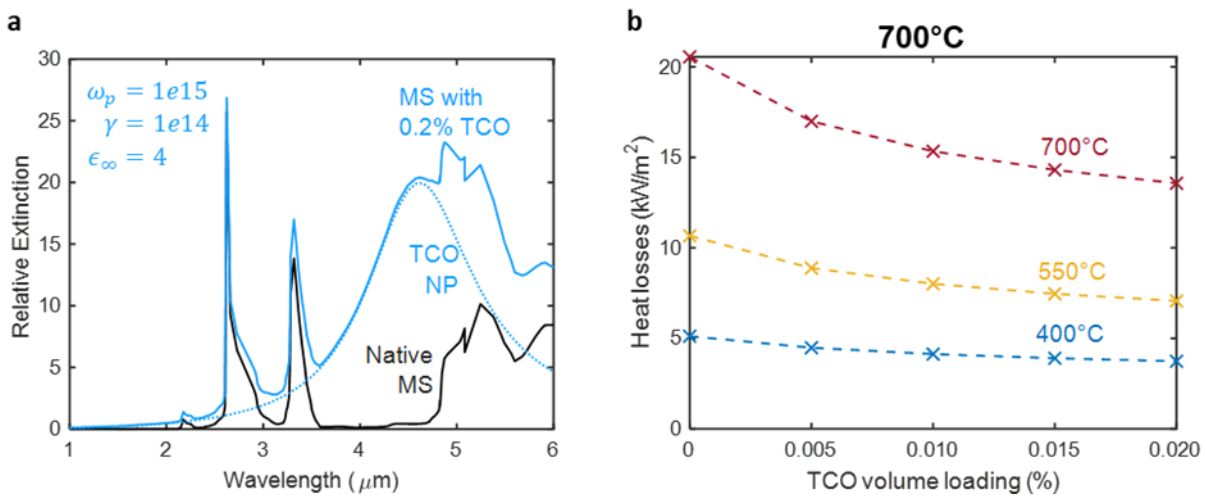 a
30
25
20
15
10
5
0
Relative Extinction
ω_p = 1e15
γ = 1e14
ϵ_∞ = 4
MS with
0.2% TCO
TCO
NP
Native
MS
1 2 3 4 5 6
Wavelength (μm)
b
700°C
20
15
10
5
0
Heat losses (kW/m²)
700°C
550°C
400°C
0 0.005 0.010 0.015 0.020
TCO volume loading (%)